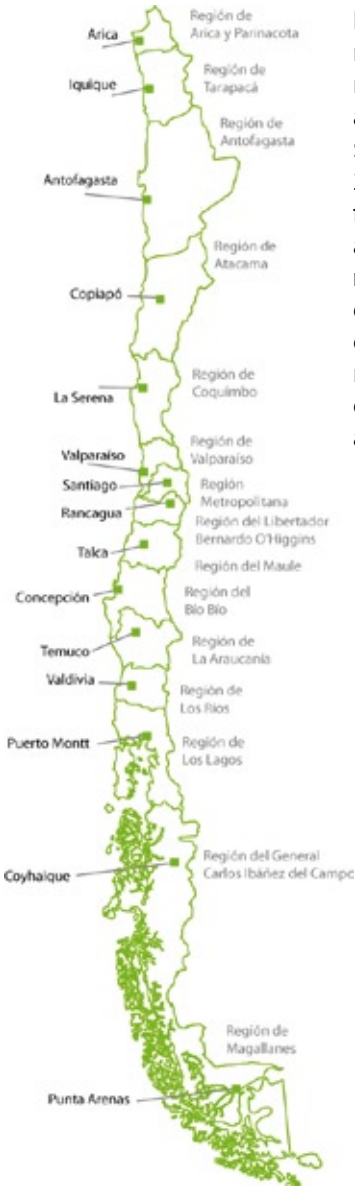 Región de
Arica y Parinacota
Arica
Región de
Tarapacá
Iquique
Región de
Antofagasta
Antofagasta
Región de
Atacama
Copiapó
Región de
Coquimbo
La Serena
Región de
Valparaíso
Valparaíso
Santiago
Región
Metropolitana
Rancagua
Región del Libertador
Bernardo O'Higgins
Talca
Región del Maule
Concepción
Región del
Bío Bío
Temuco
Región de
La Araucanía
Valdivia
Región de
Los Ríos
Puerto Montt
Región de
Los Lagos
Coyhaique
Región del General
Carlos Ibáñez del Campo
Región de
Magallanes
Punta Arenas